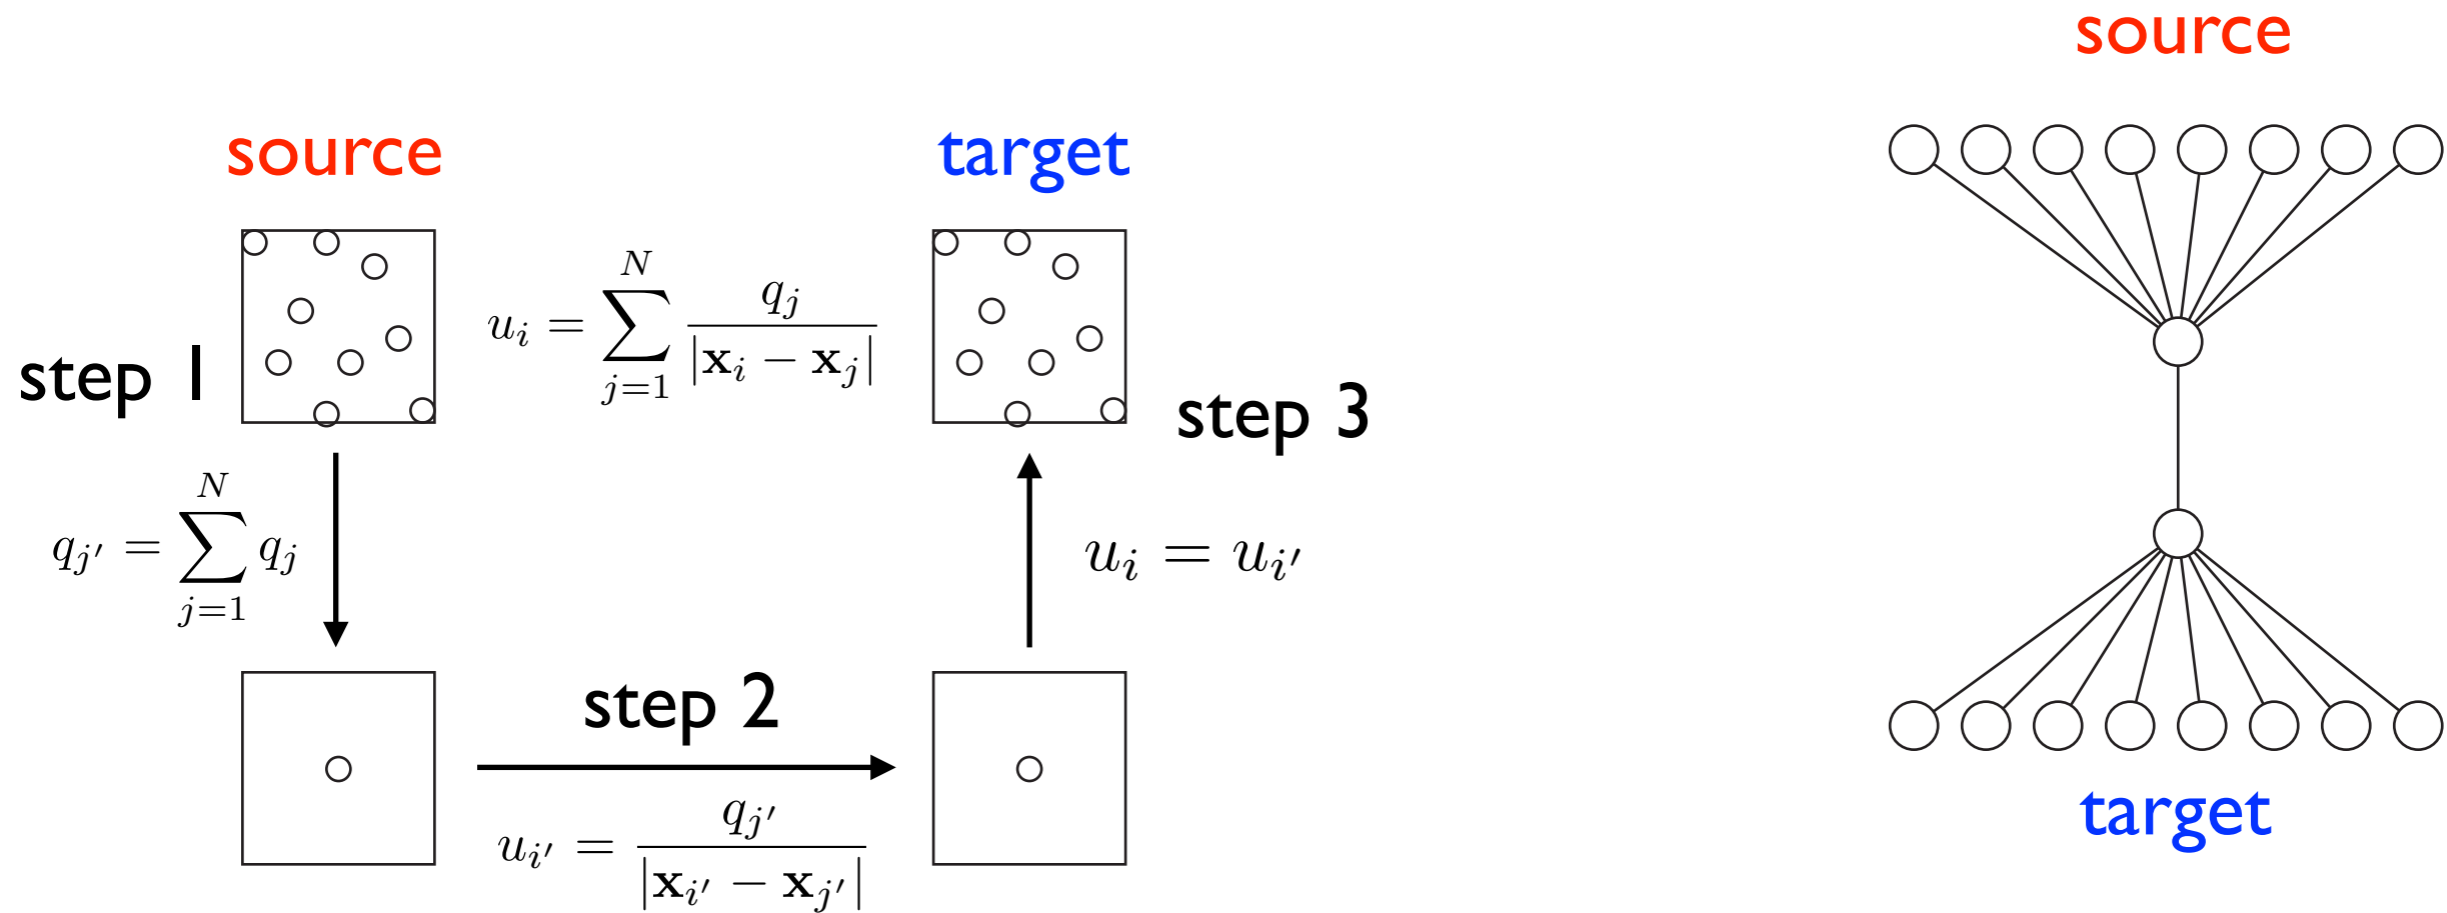 source
source
target
step 1
$u_i = \sum_{j=1}^{N} \frac{q_j}{|\mathbf{x}_i - \mathbf{x}_j|}$
step 3
$q_{j'} = \sum_{j=1}^{N} q_j$
$u_i = u_{i'}$
step 2
$u_{i'} = \frac{q_{j'}}{|\mathbf{x}_{i'} - \mathbf{x}_{j'}|}$
target